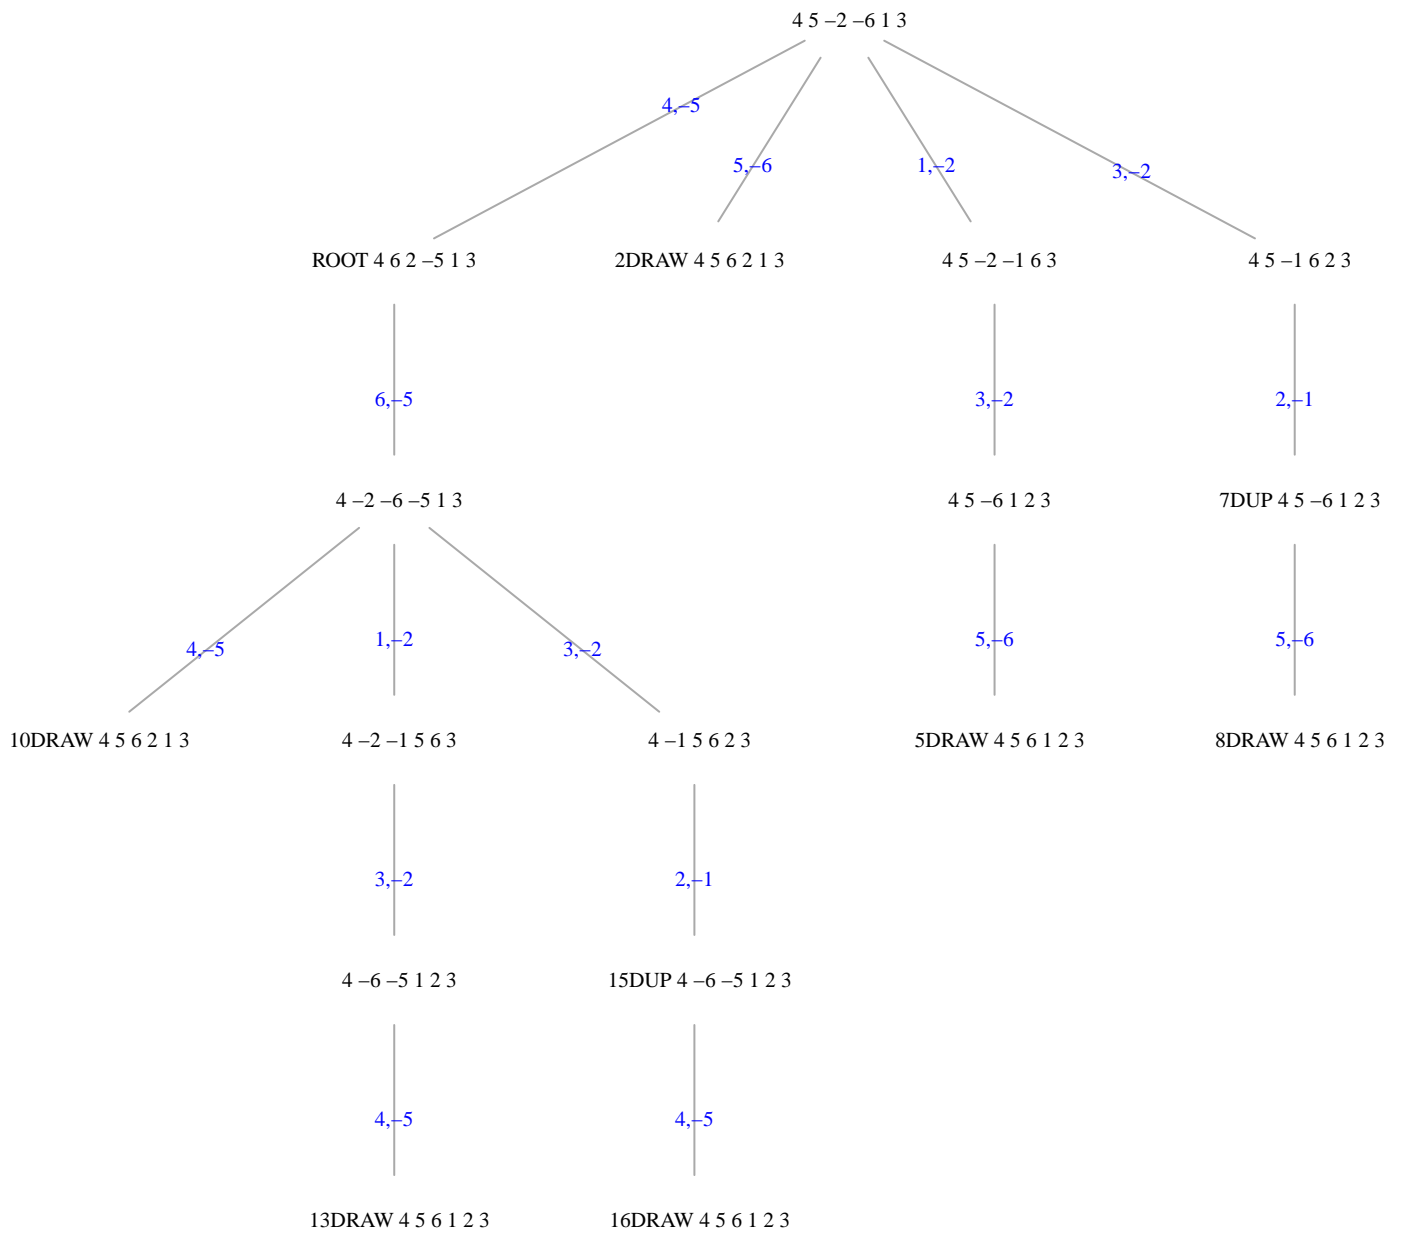 4 5 −2 −6 1 3
4,−5
5,−6
1,−2
3,−2
ROOT 4 6 2 −5 1 3
2DRAW 4 5 6 2 1 3
4 5 −2 −1 6 3
4 5 −1 6 2 3
6,−5
3,−2
2,−1
4 −2 −6 −5 1 3
4 5 −6 1 2 3
7DUP 4 5 −6 1 2 3
4,−5
1,−2
3,−2
5,−6
5,−6
10DRAW 4 5 6 2 1 3
4 −2 −1 5 6 3
4 −1 5 6 2 3
5DRAW 4 5 6 1 2 3
8DRAW 4 5 6 1 2 3
3,−2
2,−1
4 −6 −5 1 2 3
15DUP 4 −6 −5 1 2 3
4,−5
4,−5
13DRAW 4 5 6 1 2 3
16DRAW 4 5 6 1 2 3